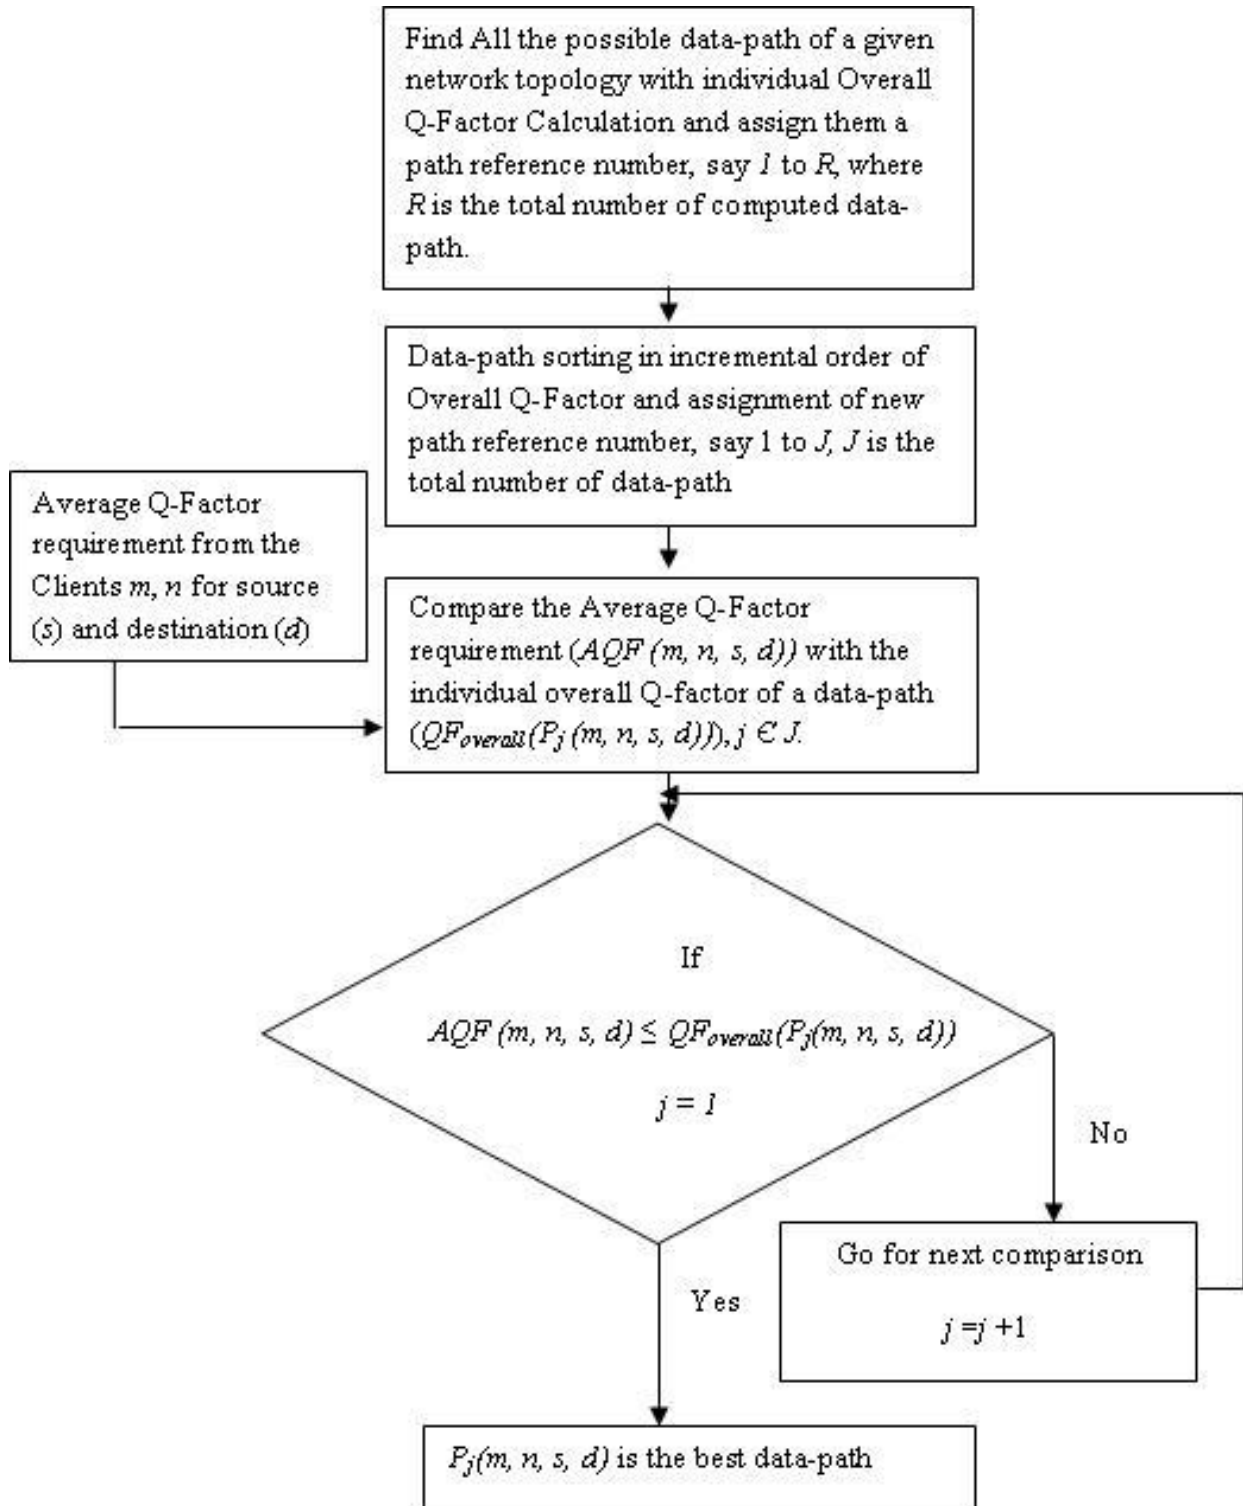 Find All the possible data-path of a given
network topology with individual Overall
Q-Factor Calculation and assign them a
path reference number, say 1 to R, where
R is the total number of computed data-
path.
Data-path sorting in incremental order of
Overall Q-Factor and assignment of new
path reference number, say 1 to J, J is the
total number of data-path
Average Q-Factor
requirement from the
Clients m, n for source
(s) and destination (d)
Compare the Average Q-Factor
requirement (AQF (m, n, s, d)) with the
individual overall Q-factor of a data-path
(QFoverall(Pj (m, n, s, d))), j Є J.
If
AQF (m, n, s, d) ≤ QFoverall(Pj(m, n, s, d))
j = 1
No
Go for next comparison
j =j +1
Yes
Pj(m, n, s, d) is the best data-path